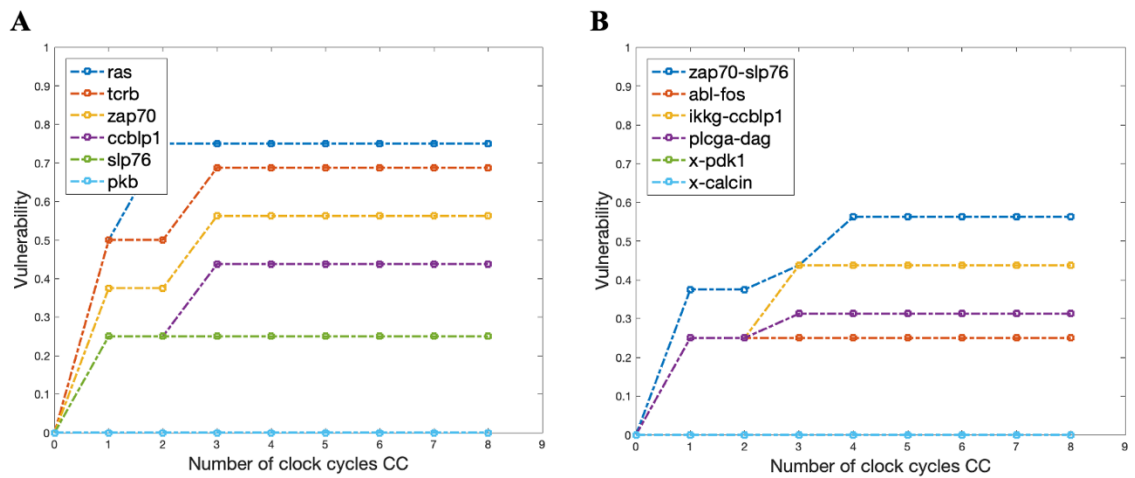 A
B
1
0.9
0.8
0.7
0.6
0.5
0.4
0.3
0.2
0.1
0
Vulnerability
ras
tcrb
zap70
ccblp1
slp76
pkb
0 1 2 3 4 5 6 7 8 9
Number of clock cycles CC
1
0.9
0.8
0.7
0.6
0.5
0.4
0.3
0.2
0.1
0
Vulnerability
zap70-slp76
abl-fos
ikkg-ccblp1
plcga-dag
x-pdk1
x-calcin
0 1 2 3 4 5 6 7 8 9
Number of clock cycles CC